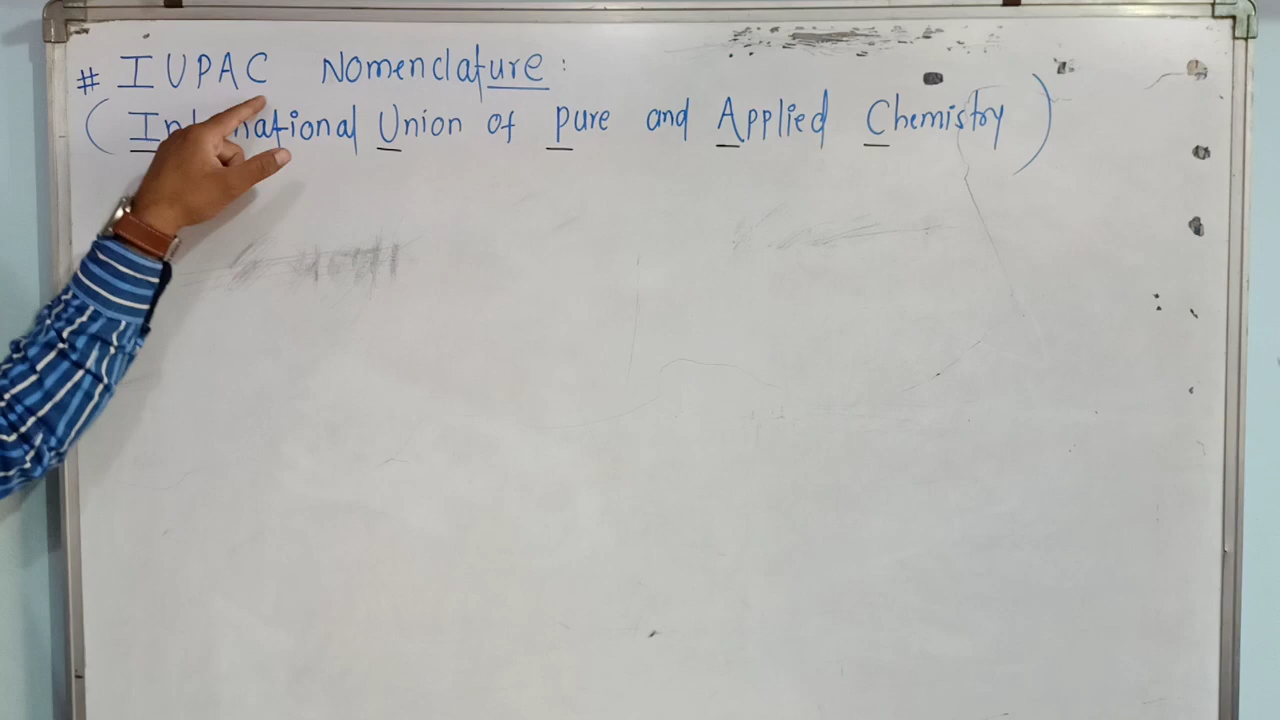 # IUPAC Nomenclature :
( International Union of pure and Applied Chemistry )